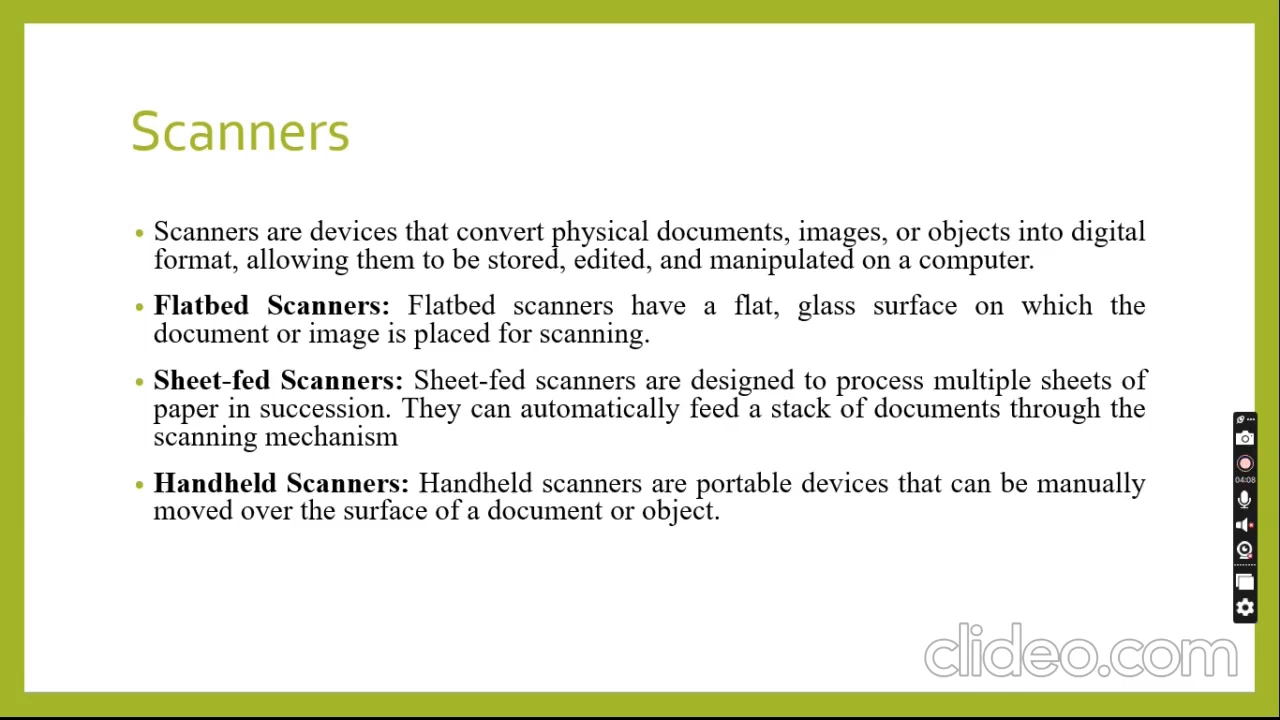 Scanners
• Scanners are devices that convert physical documents, images, or objects into digital
format, allowing them to be stored, edited, and manipulated on a computer.
• Flatbed Scanners: Flatbed scanners have a flat, glass surface on which the
document or image is placed for scanning.
• Sheet-fed Scanners: Sheet-fed scanners are designed to process multiple sheets of
paper in succession. They can automatically feed a stack of documents through the
scanning mechanism
• Handheld Scanners: Handheld scanners are portable devices that can be manually
moved over the surface of a document or object.
04:08
clideo.com